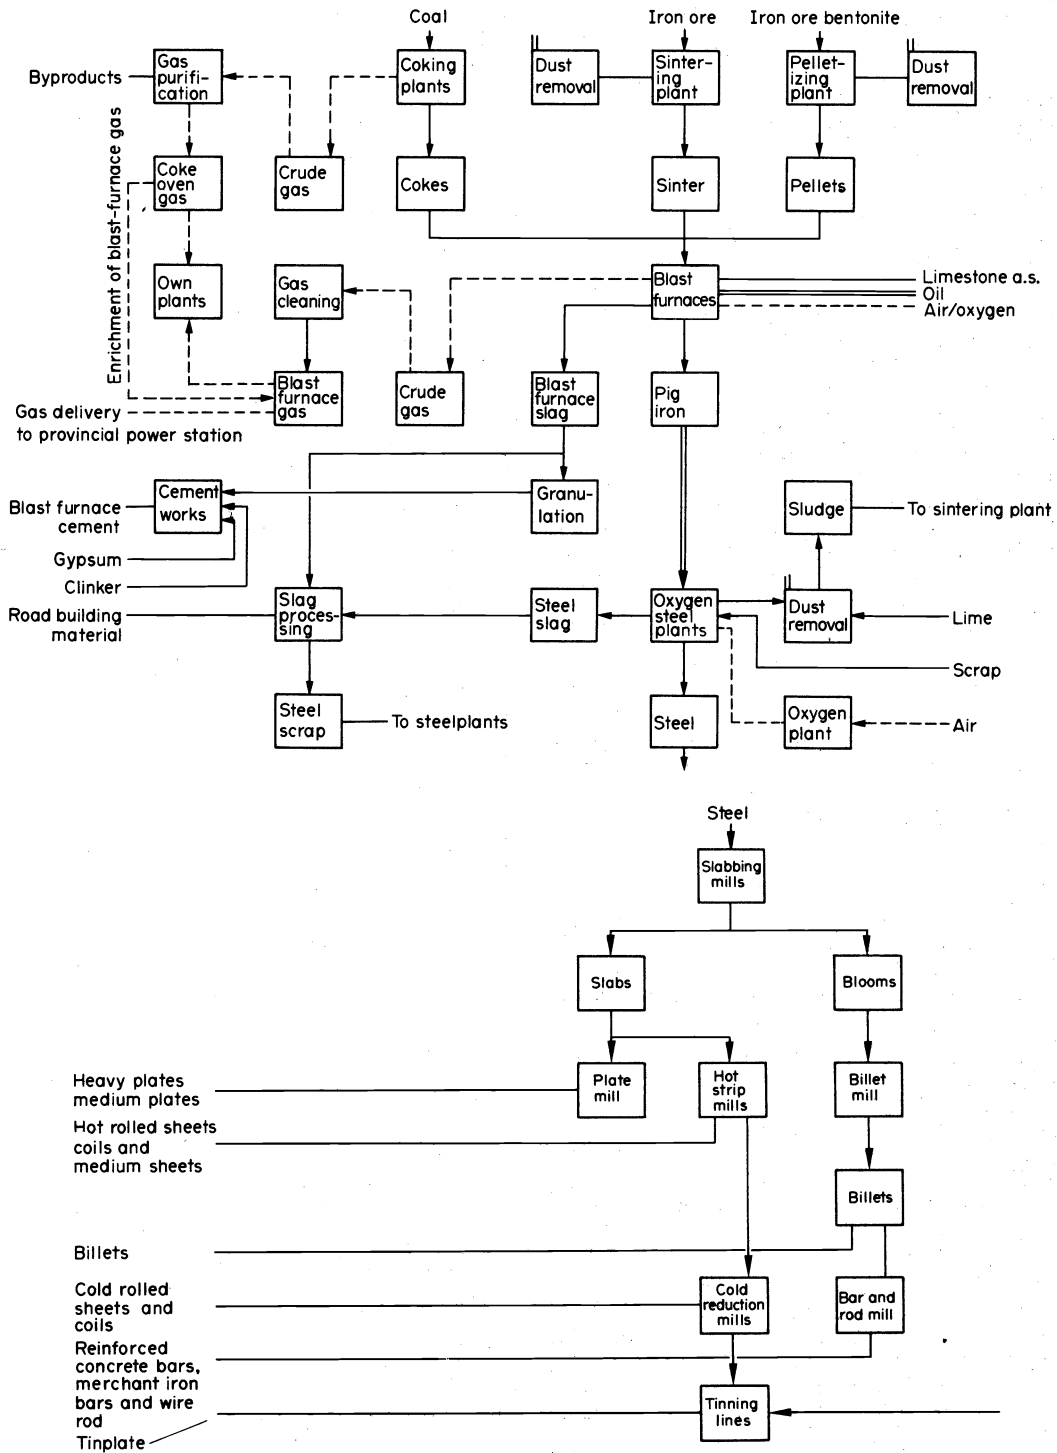 Coal
Iron ore
Iron ore bentonite
Byproducts
Gas
purifi-
cation
Coking
plants
Dust
removal
Sinter-
ing
plant
Pellet-
izing
plant
Dust
removal
Enrichment of blast-furnace gas
Coke
oven
gas
Crude
gas
Cokes
Sinter
Pellets
Own
plants
Gas
cleaning
Blast
furnaces
Limestone a.s.
Oil
Air/oxygen
Blast
furnace
gas
Crude
gas
Blast
furnace
slag
Pig
iron
Gas delivery
to provincial power station
Blast furnace
cement
Cement
works
Granu-
lation
Sludge
To sintering plant
Gypsum
Clinker
Road building
material
Slag
proces-
sing
Steel
slag
Oxygen
steel
plants
Dust
removal
Lime
Scrap
Steel
scrap
To steelplants
Steel
Oxygen
plant
Air
Steel
Slabbing
mills
Slabs
Blooms
Heavy plates
medium plates
Plate
mill
Hot
strip
mills
Billet
mill
Hot rolled sheets
coils and
medium sheets
Billets
Billets
Cold rolled
sheets and
coils
Cold
reduction
mills
Bar and
rod mill
Reinforced
concrete bars,
merchant iron
bars and wire
rod
Tinning
lines
Tinplate